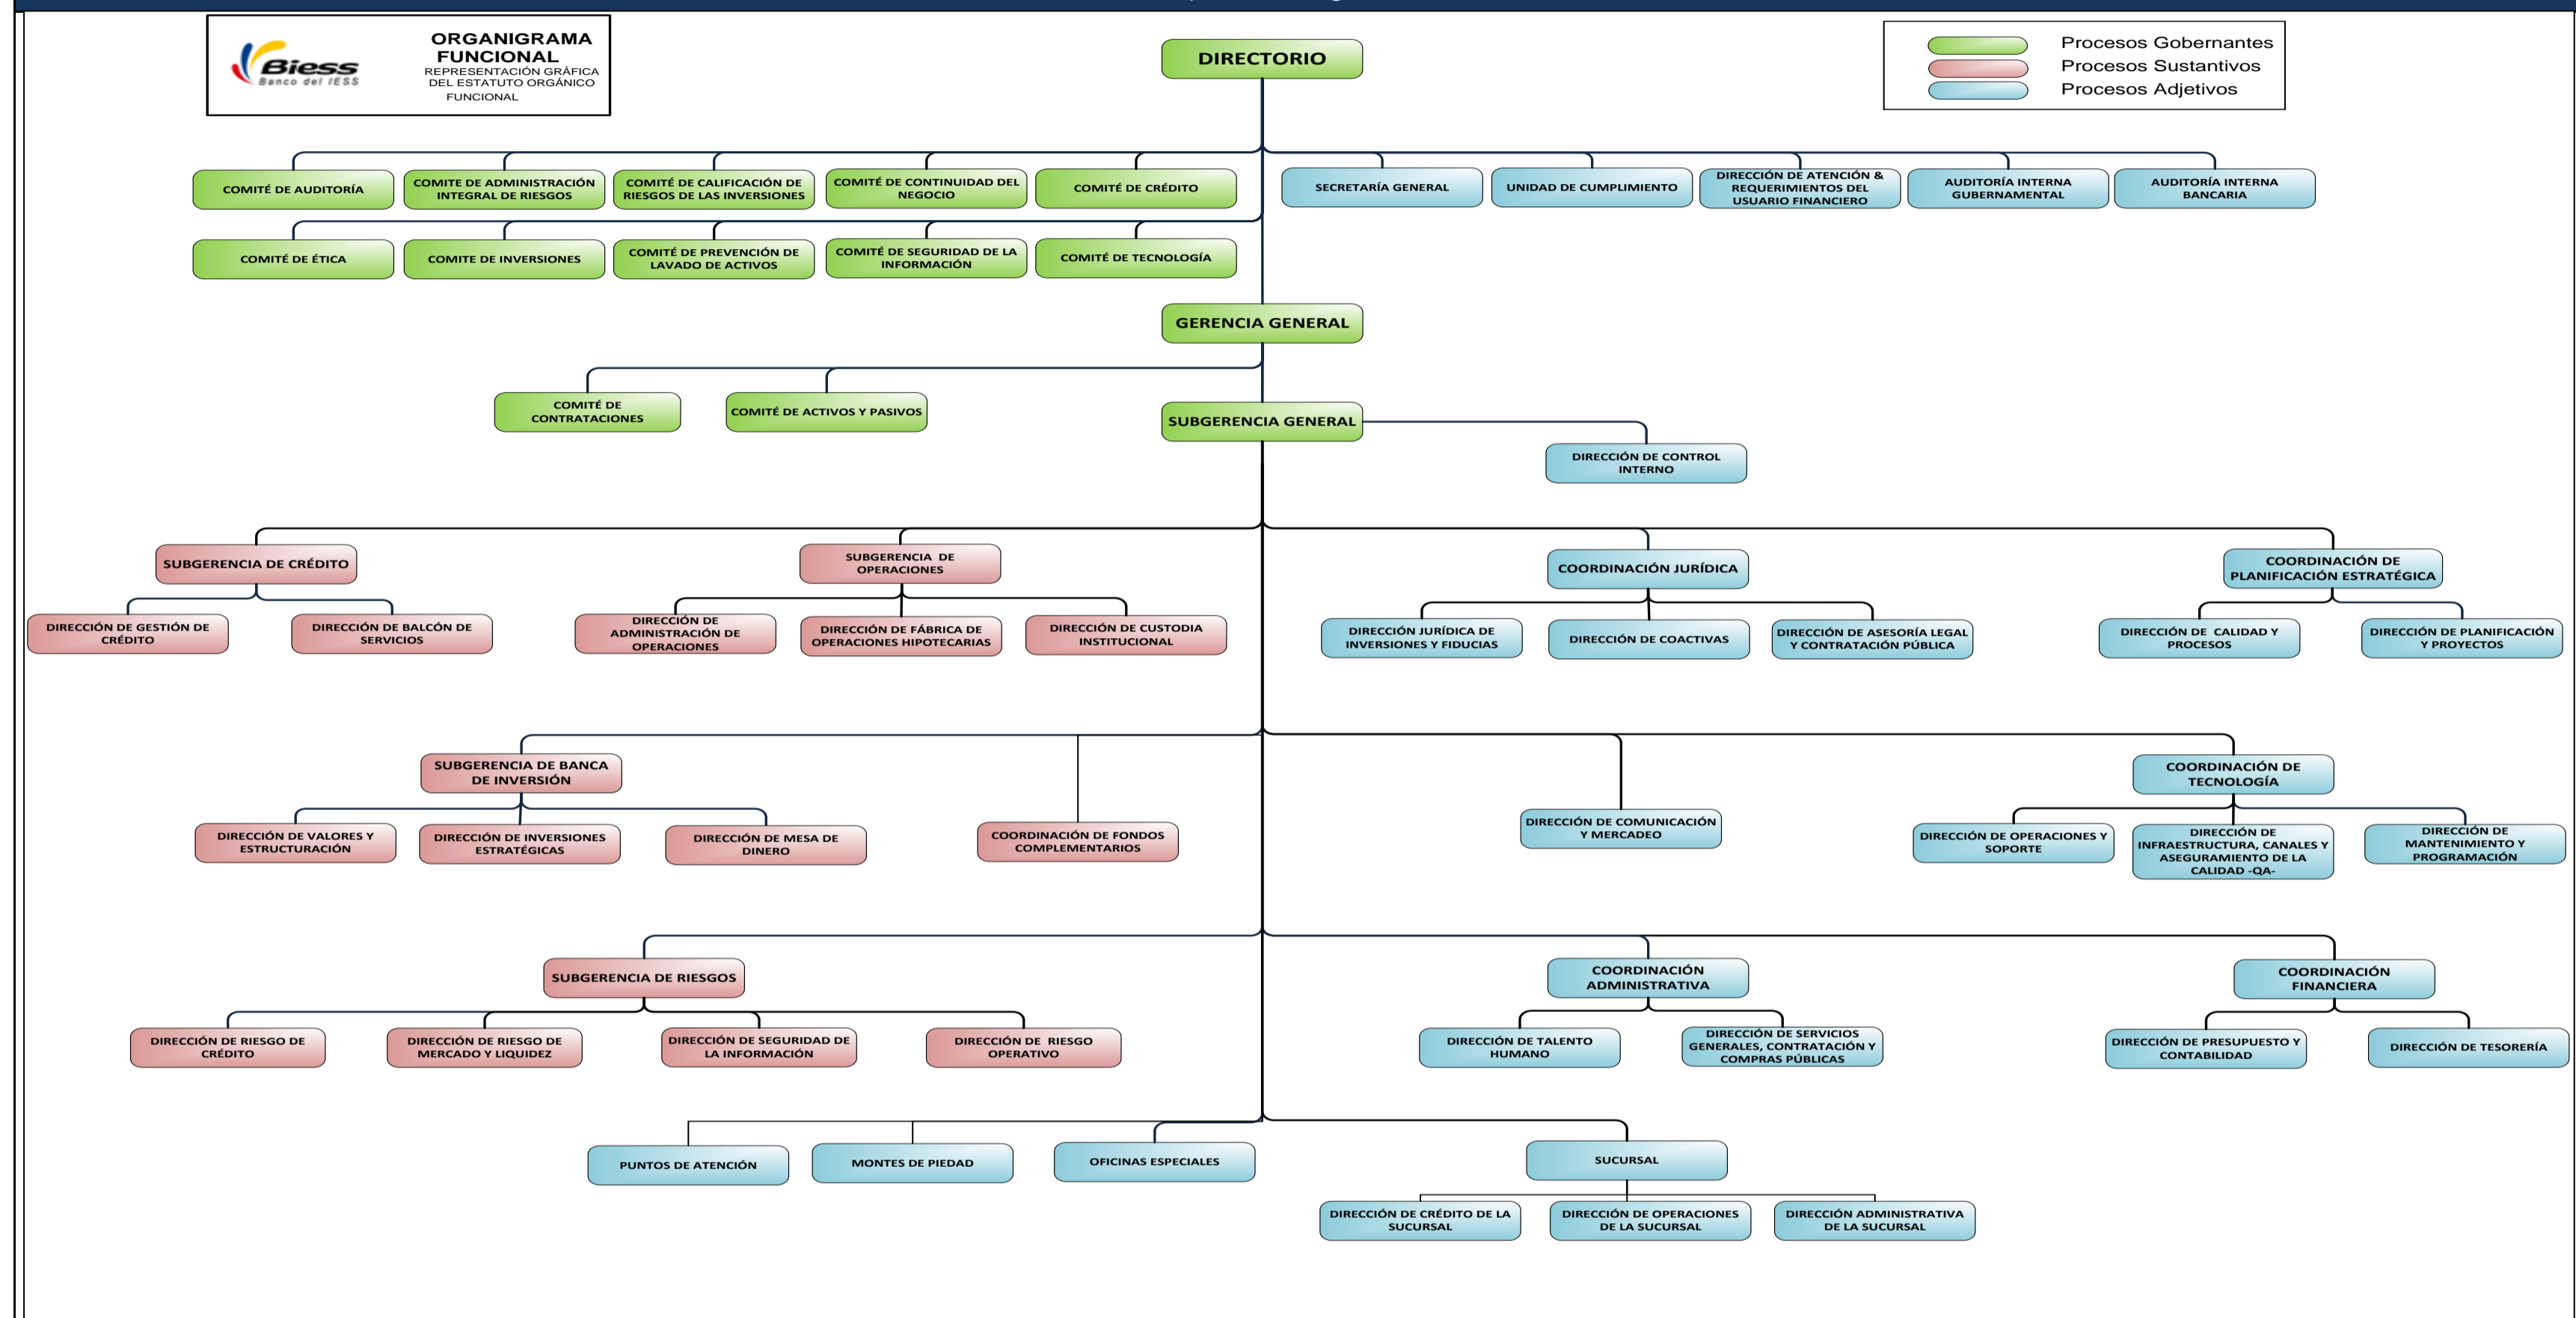 Biess
Banco del IESS
ORGANIGRAMA
FUNCIONAL
REPRESENTACIÓN GRÁFICA
DEL ESTATUTO ORGÁNICO
FUNCIONAL
DIRECTORIO
Procesos Gobernantes
Procesos Sustantivos
Procesos Adjetivos
COMITÉ DE AUDITORÍA
COMITE DE ADMINISTRACIÓN
INTEGRAL DE RIESGOS
COMITÉ DE CALIFICACIÓN DE
RIESGOS DE LAS INVERSIONES
COMITÉ DE CONTINUIDAD DEL
NEGOCIO
COMITÉ DE CRÉDITO
SECRETARÍA GENERAL
UNIDAD DE CUMPLIMIENTO
DIRECCIÓN DE ATENCIÓN &
REQUERIMIENTOS DEL
USUARIO FINANCIERO
AUDITORÍA INTERNA
GUBERNAMENTAL
AUDITORÍA INTERNA
BANCARIA
COMITÉ DE ÉTICA
COMITE DE INVERSIONES
COMITÉ DE PREVENCIÓN DE
LAVADO DE ACTIVOS
COMITÉ DE SEGURIDAD DE LA
INFORMACIÓN
COMITÉ DE TECNOLOGÍA
GERENCIA GENERAL
COMITÉ DE
CONTRATACIONES
COMITÉ DE ACTIVOS Y PASIVOS
SUBGERENCIA GENERAL
DIRECCIÓN DE CONTROL
INTERNO
SUBGERENCIA DE CRÉDITO
SUBGERENCIA DE
OPERACIONES
COORDINACIÓN JURÍDICA
COORDINACIÓN DE
PLANIFICACIÓN ESTRATÉGICA
DIRECCIÓN DE GESTIÓN DE
CRÉDITO
DIRECCIÓN DE BALCÓN DE
SERVICIOS
DIRECCIÓN DE
ADMINISTRACIÓN DE
OPERACIONES
DIRECCIÓN DE FÁBRICA DE
OPERACIONES HIPOTECARIAS
DIRECCIÓN DE CUSTODIA
INSTITUCIONAL
DIRECCIÓN JURÍDICA DE
INVERSIONES Y FIDUCIAS
DIRECCIÓN DE COACTIVAS
DIRECCIÓN DE ASESORÍA LEGAL
Y CONTRATACIÓN PÚBLICA
DIRECCIÓN DE CALIDAD Y
PROCESOS
DIRECCIÓN DE PLANIFICACIÓN
Y PROYECTOS
SUBGERENCIA DE BANCA
DE INVERSIÓN
COORDINACIÓN DE
TECNOLOGÍA
DIRECCIÓN DE VALORES Y
ESTRUCTURACIÓN
DIRECCIÓN DE INVERSIONES
ESTRATÉGICAS
DIRECCIÓN DE MESA DE
DINERO
COORDINACIÓN DE FONDOS
COMPLEMENTARIOS
DIRECCIÓN DE COMUNICACIÓN
Y MERCADEO
DIRECCIÓN DE OPERACIONES Y
SOPORTE
DIRECCIÓN DE
INFRAESTRUCTURA, CANALES Y
ASEGURAMIENTO DE LA
CALIDAD -QA-
DIRECCIÓN DE
MANTENIMIENTO Y
PROGRAMACIÓN
SUBGERENCIA DE RIESGOS
COORDINACIÓN
ADMINISTRATIVA
COORDINACIÓN
FINANCIERA
DIRECCIÓN DE RIESGO DE
CRÉDITO
DIRECCIÓN DE RIESGO DE
MERCADO Y LIQUIDEZ
DIRECCIÓN DE SEGURIDAD DE
LA INFORMACIÓN
DIRECCIÓN DE RIESGO
OPERATIVO
DIRECCIÓN DE TALENTO
HUMANO
DIRECCIÓN DE SERVICIOS
GENERALES, CONTRATACIÓN Y
COMPRAS PÚBLICAS
DIRECCIÓN DE PRESUPUESTO Y
CONTABILIDAD
DIRECCIÓN DE TESORERÍA
PUNTOS DE ATENCIÓN
MONTES DE PIEDAD
OFICINAS ESPECIALES
SUCURSAL
DIRECCIÓN DE CRÉDITO DE LA
SUCURSAL
DIRECCIÓN DE OPERACIONES
DE LA SUCURSAL
DIRECCIÓN ADMINISTRATIVA
DE LA SUCURSAL